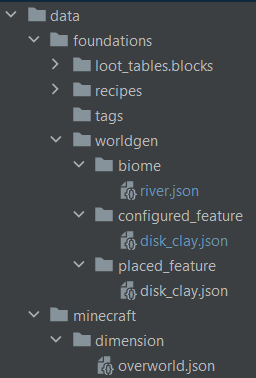 data
foundations
loot_tables.blocks
recipes
tags
worldgen
biome
river.json
configured_feature
disk_clay.json
placed_feature
disk_clay.json
minecraft
dimension
overworld.json